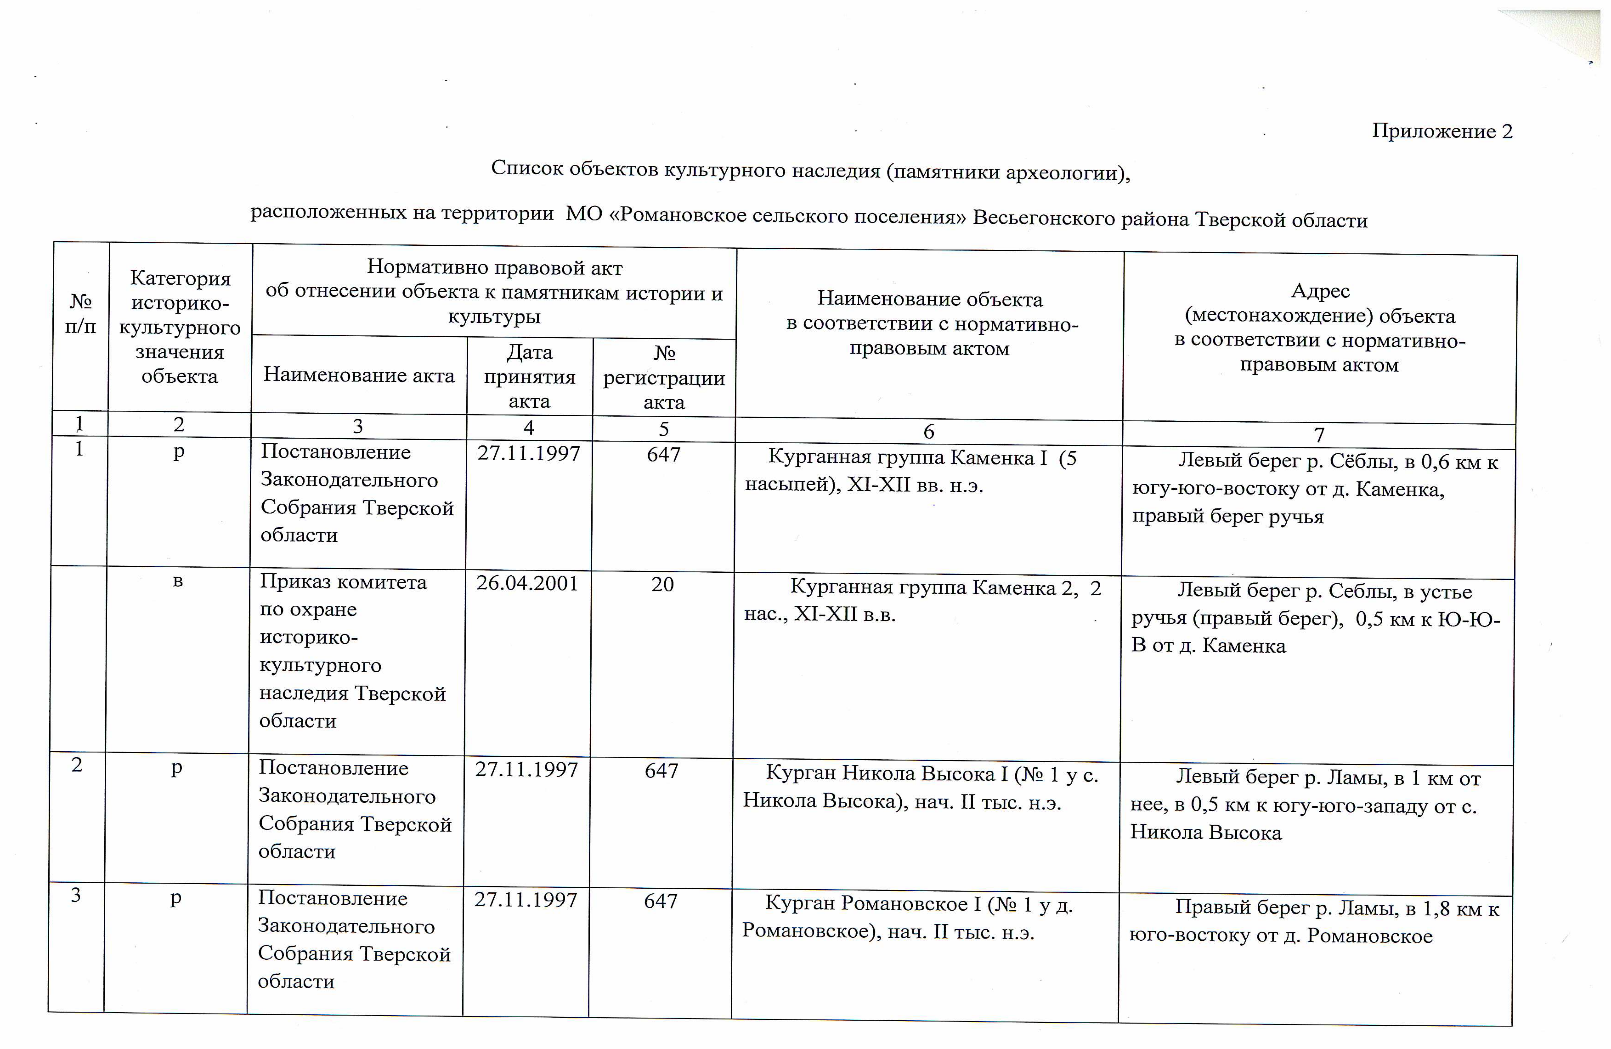 Приложение 2
Список объектов культурного наследия (памятники археологии),
расположенных на территории МО «Романовское сельского поселения» Весьегонского района Тверской области
№
п/п
Категория
историко-
культурного
значения
объекта
Нормативно правовой акт
об отнесении объекта к памятникам истории и
культуры
Наименование акта
Дата
принятия
акта
№
регистрации
акта
Наименование объекта
в соответствии с нормативно-
правовым актом
Адрес
(местонахождение) объекта
в соответствии с нормативно-
правовым актом
1 2 3 4 5 6 7
1
р
Постановление
Законодательного
Собрания Тверской
области
27.11.1997
647
Курганная группа Каменка I (5
насыпей), XI-XII вв. н.э.
Левый берег р. Сёблы, в 0,6 км к
югу-юго-востоку от д. Каменка,
правый берег ручья
в
Приказ комитета
по охране
историко-
культурного
наследия Тверской
области
26.04.2001
20
Курганная группа Каменка 2, 2
нас., XI-XII в.в.
Левый берег р. Себлы, в устье
ручья (правый берег), 0,5 км к Ю-Ю-
В от д. Каменка
2
р
Постановление
Законодательного
Собрания Тверской
области
27.11.1997
647
Курган Никола Высока I (№ 1 у с.
Никола Высока), нач. II тыс. н.э.
Левый берег р. Ламы, в 1 км от
нее, в 0,5 км к югу-юго-западу от с.
Никола Высока
3
р
Постановление
Законодательного
Собрания Тверской
области
27.11.1997
647
Курган Романовское I (№ 1 у д.
Романовское), нач. II тыс. н.э.
Правый берег р. Ламы, в 1,8 км к
юго-востоку от д. Романовское